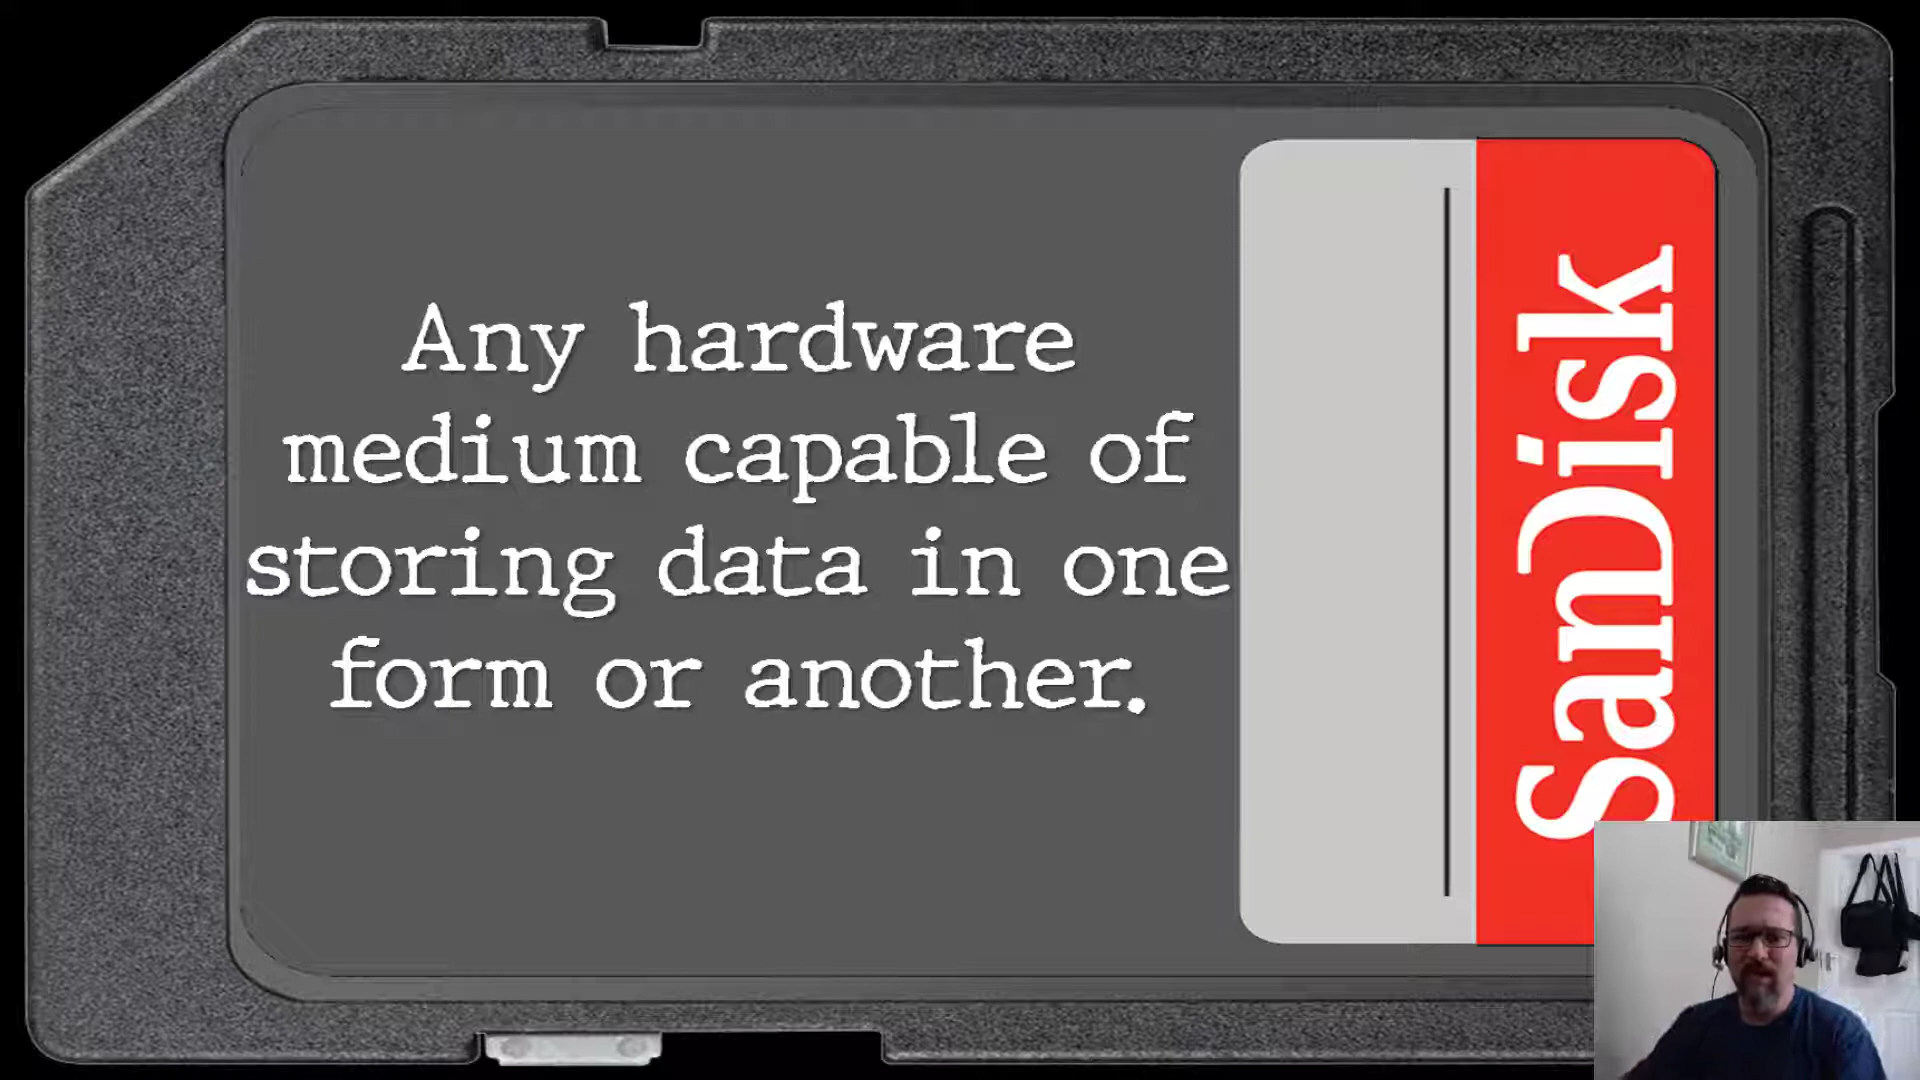 Any hardware
medium capable of
storing data in one
form or another.
SanDisk